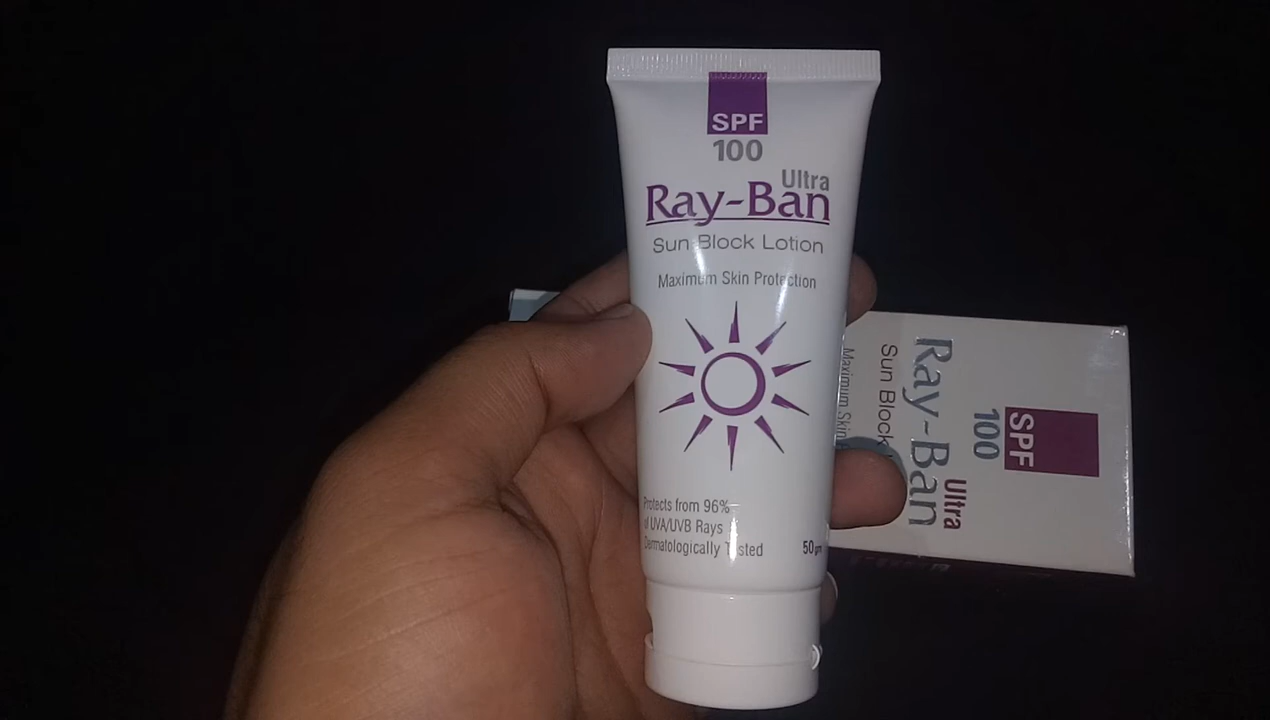 SPF
100
Ultra
Ray-Ban
Sun Block Lotion
Maximum Skin Protection
Protects from 96%
of UVA/UVB Rays
Dermatologically Tested
50gm
SPF
100
Ultra
Ray-Ban
Sun Block
Maximum Skin